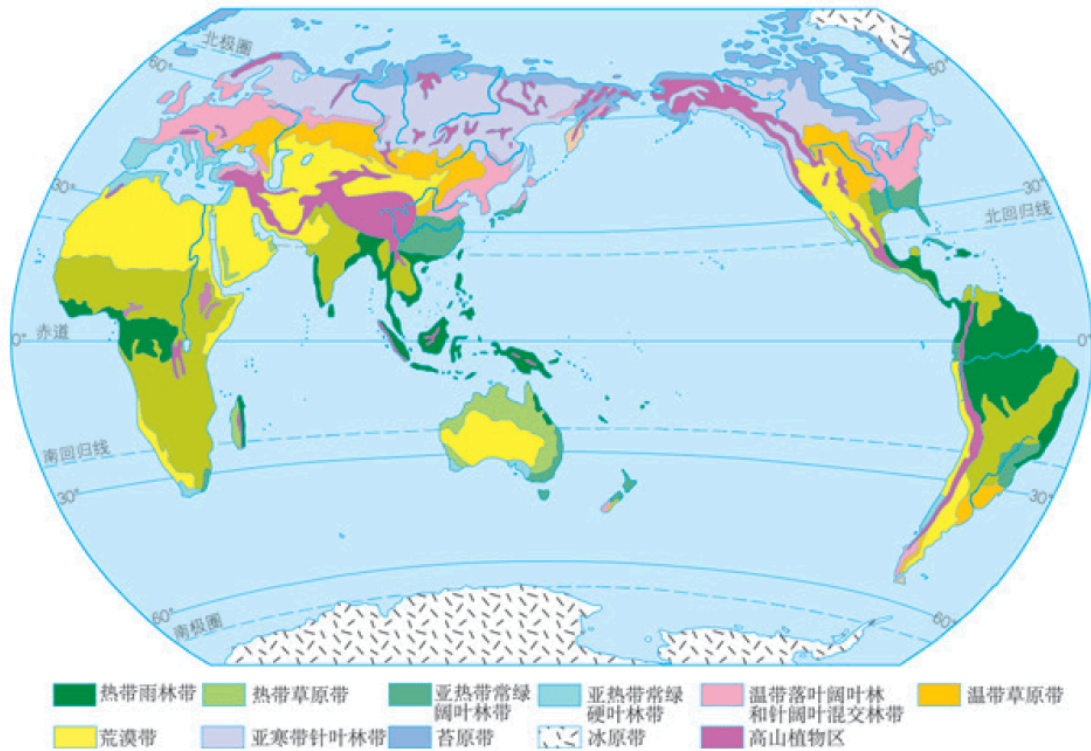 北极圈
60°
60°
30°
30°
北回归线
0°
赤道
0°
南回归线
30°
30°
60°
60°
南极圈
热带雨林带
热带草原带
亚热带常绿
阔叶林带
亚热带常绿
硬叶林带
温带落叶阔叶林
和针阔叶混交林带
温带草原带
荒漠带
亚寒带针叶林带
苔原带
冰原带
高山植物区